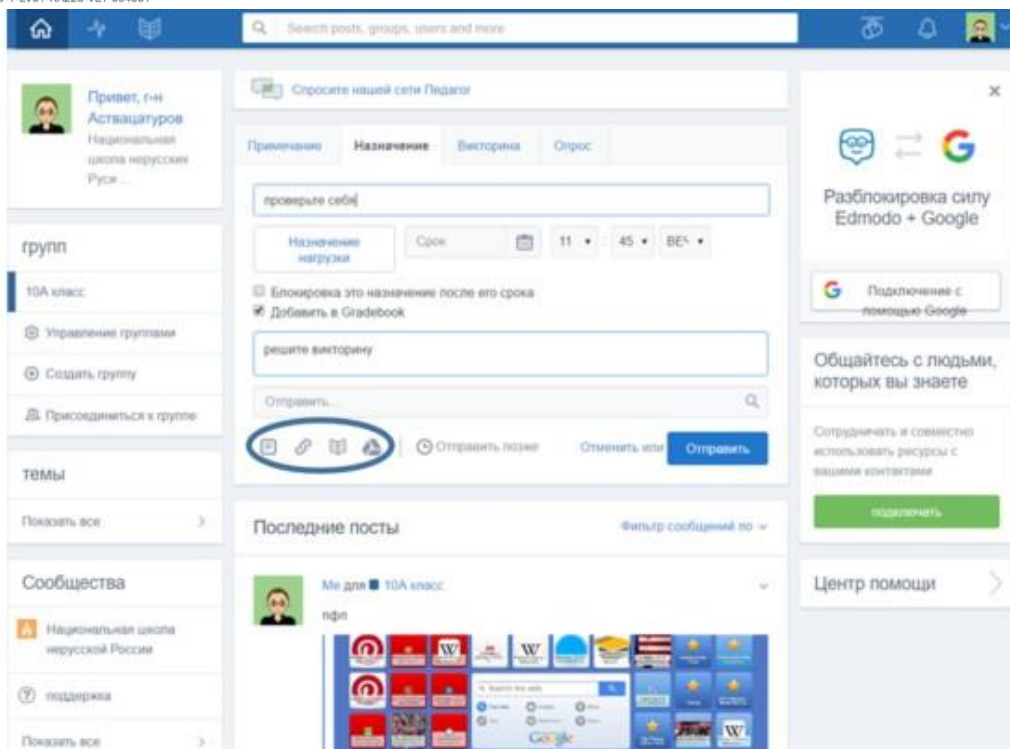 Search posts, groups, users and more
Привет, г-н
Аствацатуров
Национальная
школа нерусских
Руси ...
групп
10А класс
Управление группами
Создать группу
Присоединиться к группе
темы
Показать все
Сообщества
Национальная школа
нерусской России
поддержка
Показать все
Спросите нашей сети Педагог
Примечание Назначение Викторина Опрос
проверьте себя
Назначение
нагрузки
Срок 11 : 45
Блокировка это назначение после его срока
Добавить в Gradebook
решите викторину
Отправить...
Отправить позже Отменить или Отправить
Последние посты Фильтр сообщений по
Me для 10А класс
пфп
Search the web
Google
Разблокировка силу
Edmodo + Google
Подключение с
помощью Google
Общайтесь с людьми,
которых вы знаете
Сотрудничать и совместно
использовать ресурсы с
вашими контактами
подключать
Центр помощи